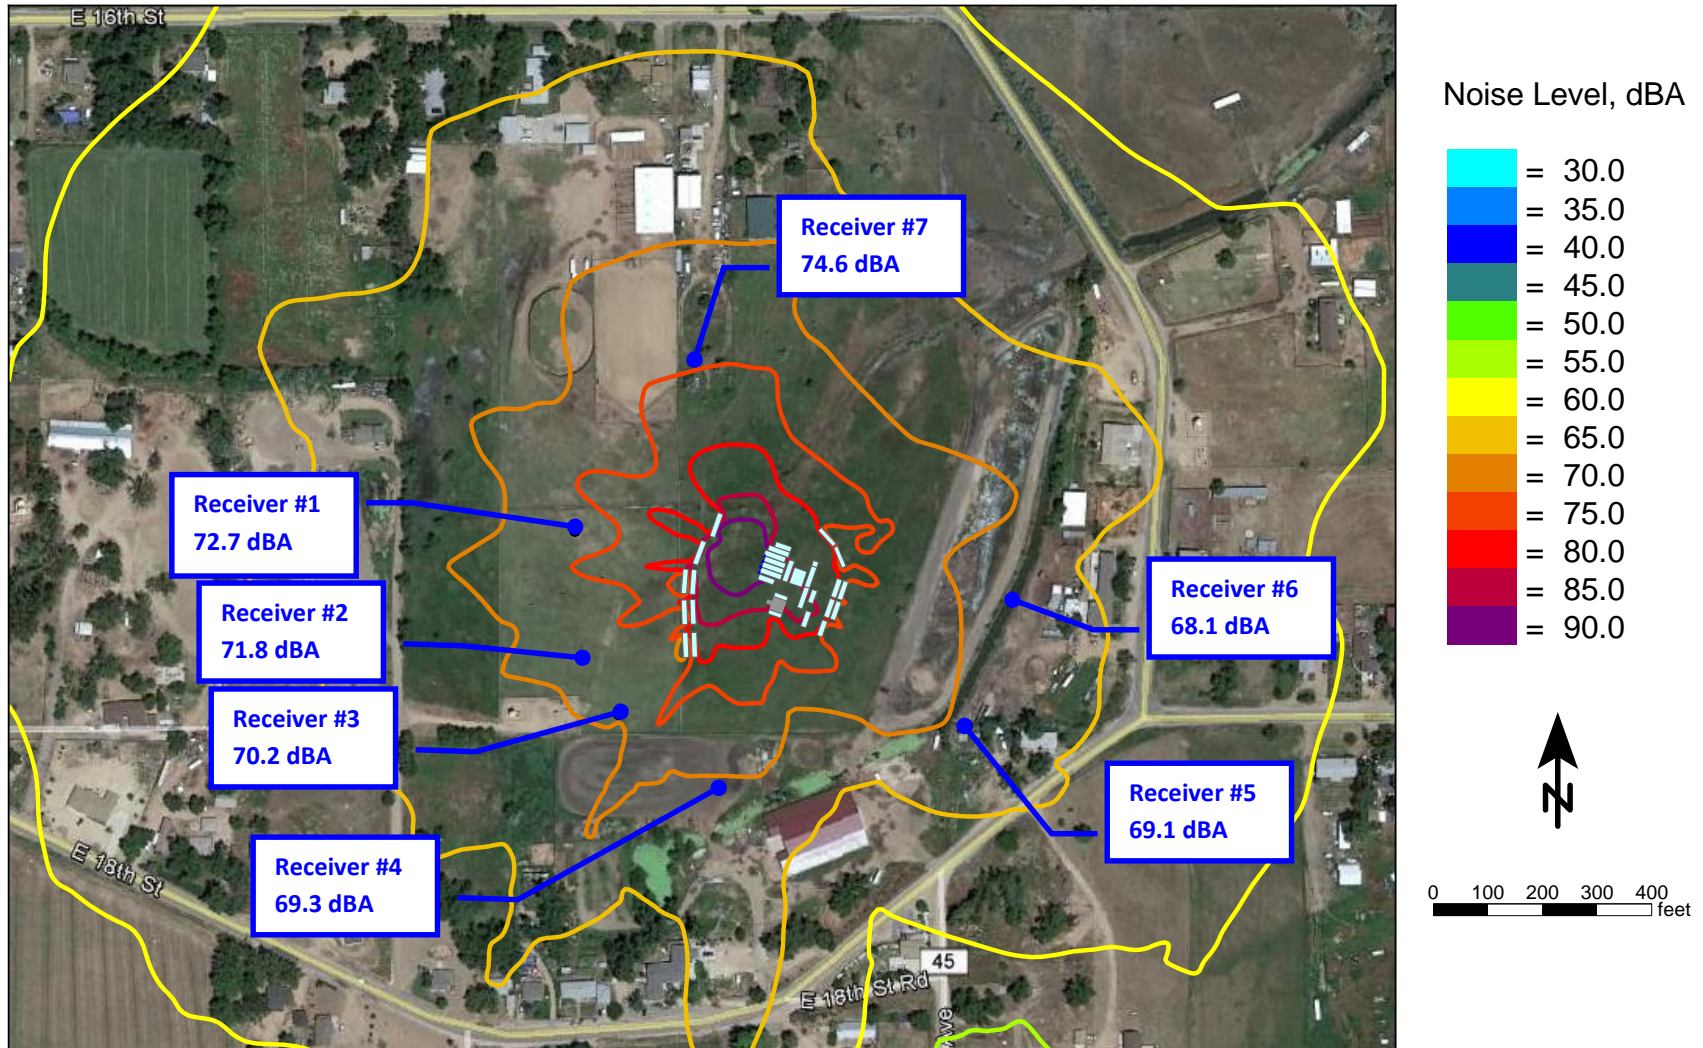 E 16th St
Receiver #7
74.6 dBA
Receiver #1
72.7 dBA
Receiver #2
71.8 dBA
Receiver #3
70.2 dBA
Receiver #4
69.3 dBA
Receiver #6
68.1 dBA
Receiver #5
69.1 dBA
E 18th St
E 18th St Rd
45
Ave
Noise Level, dBA
= 30.0
= 35.0
= 40.0
= 45.0
= 50.0
= 55.0
= 60.0
= 65.0
= 70.0
= 75.0
= 80.0
= 85.0
= 90.0
N
0 100 200 300 400
feet